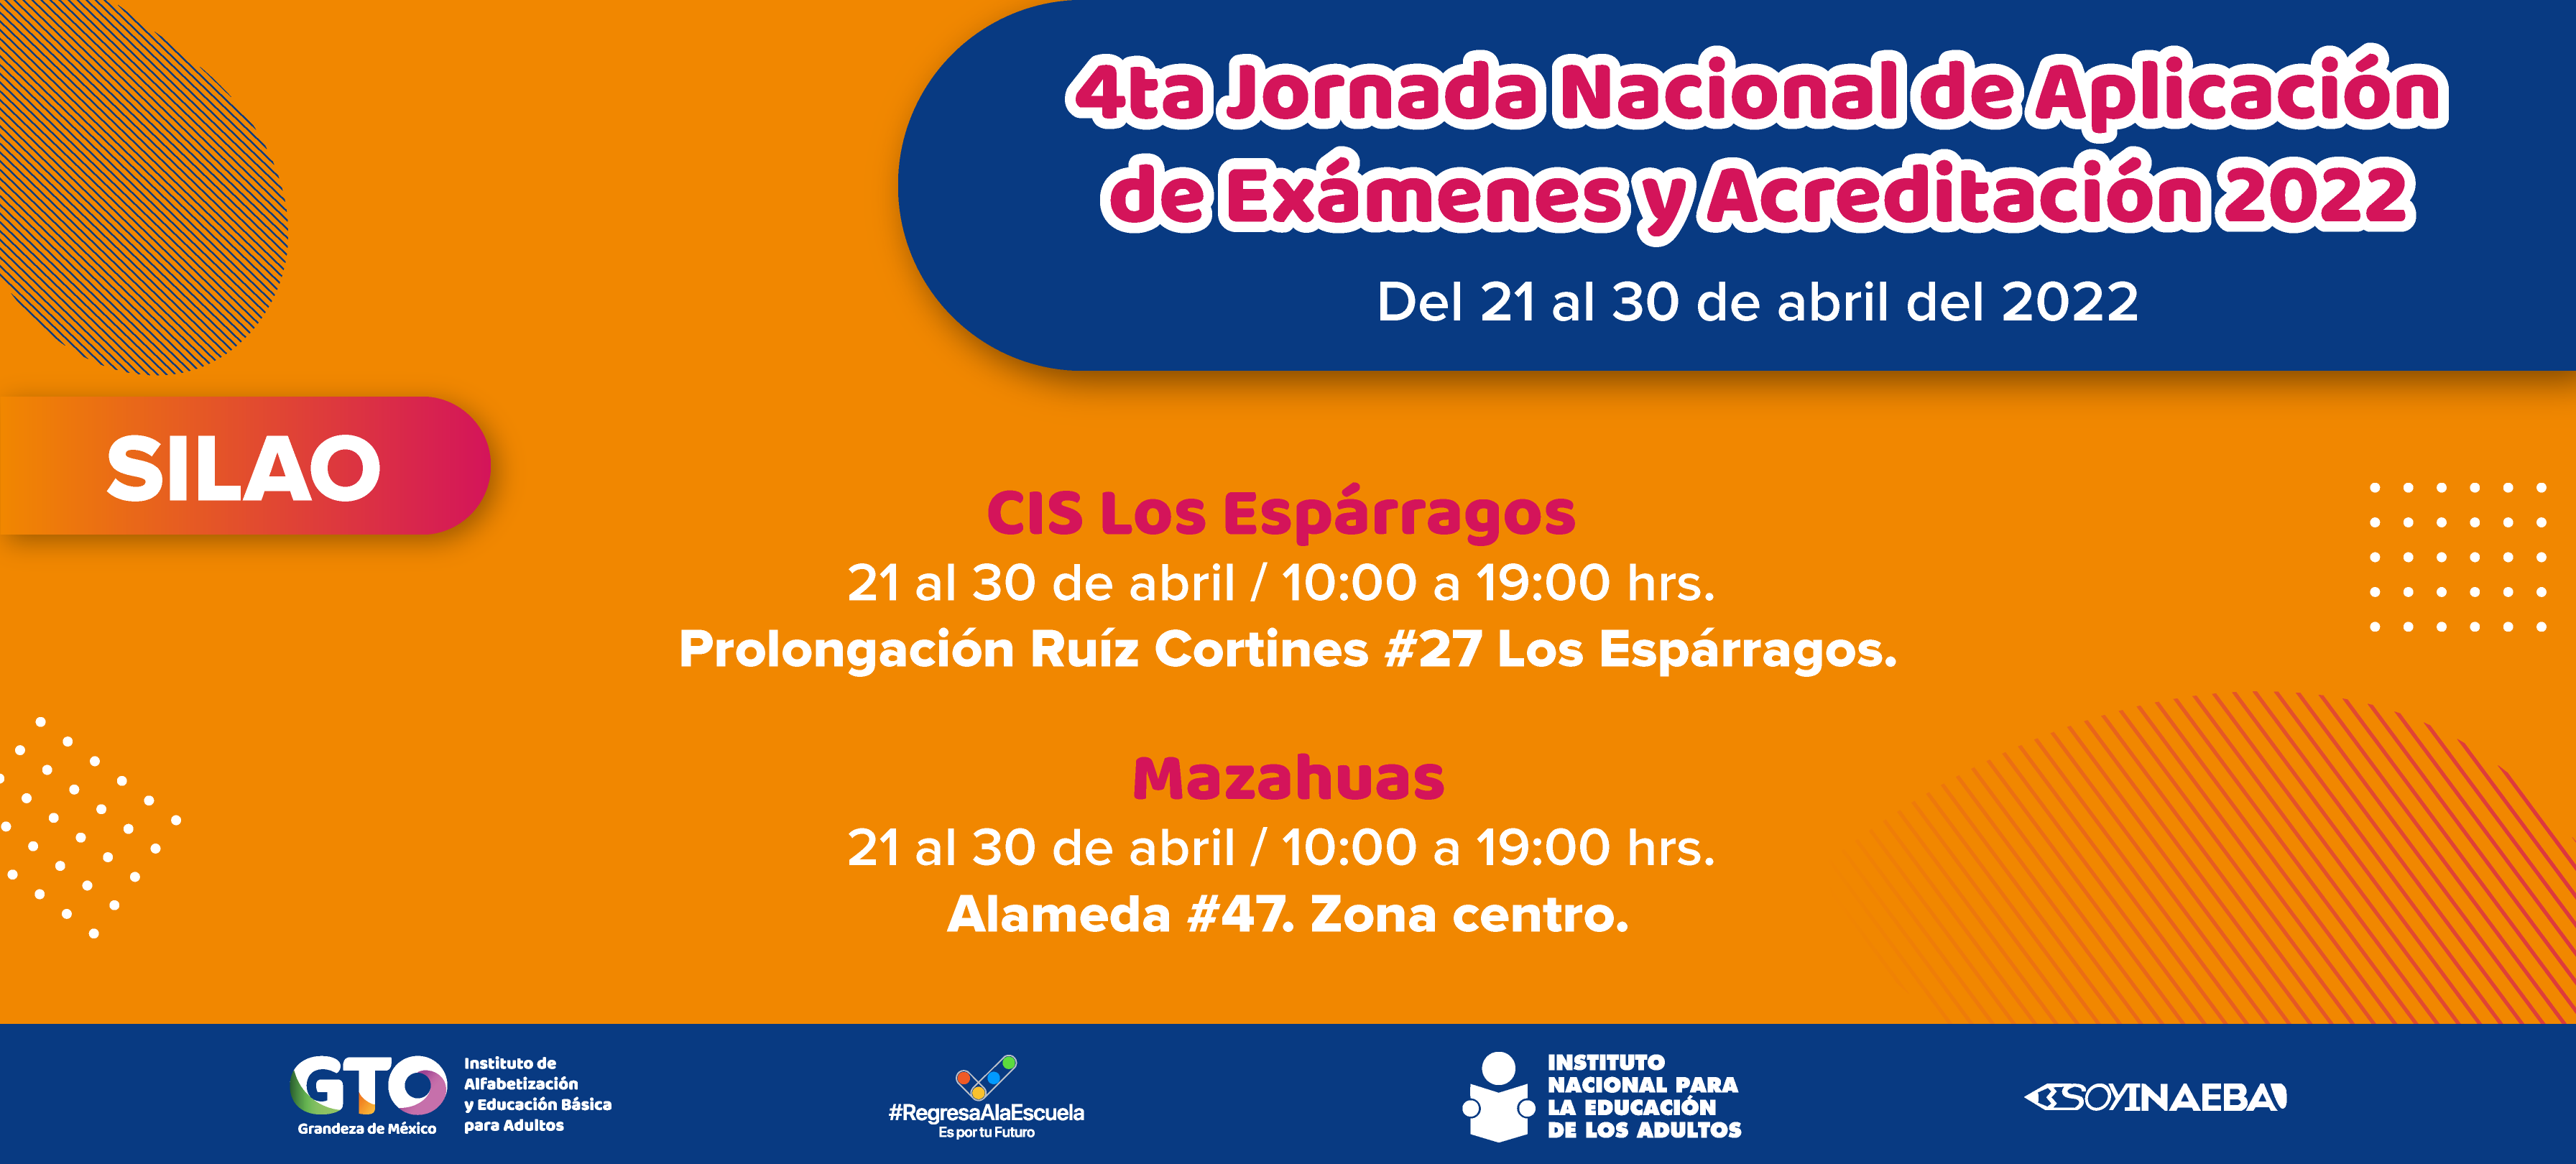 4ta Jornada Nacional de Aplicación
de Exámenes y Acreditación 2022
Del 21 al 30 de abril del 2022
SILAO
CIS Los Espárragos
21 al 30 de abril / 10:00 a 19:00 hrs.
Prolongación Ruíz Cortines #27 Los Espárragos.
Mazahuas
21 al 30 de abril / 10:00 a 19:00 hrs.
Alameda #47. Zona centro.
GTO
Grandeza de México
Instituto de
Alfabetización
y Educación Básica
para Adultos
#RegresaAlaEscuela
Es por tu Futuro
INSTITUTO
NACIONAL PARA
LA EDUCACIÓN
DE LOS ADULTOS
SOYINAEBA